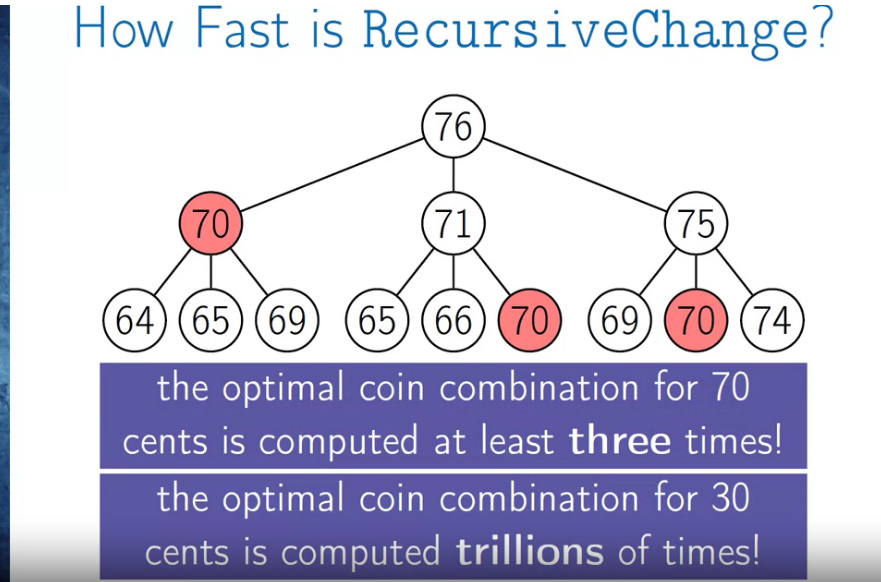 How Fast is RecursiveChange?
76
70 71 75
64 65 69 65 66 70 69 70 74
the optimal coin combination for 70
cents is computed at least three times!
the optimal coin combination for 30
cents is computed trillions of times!